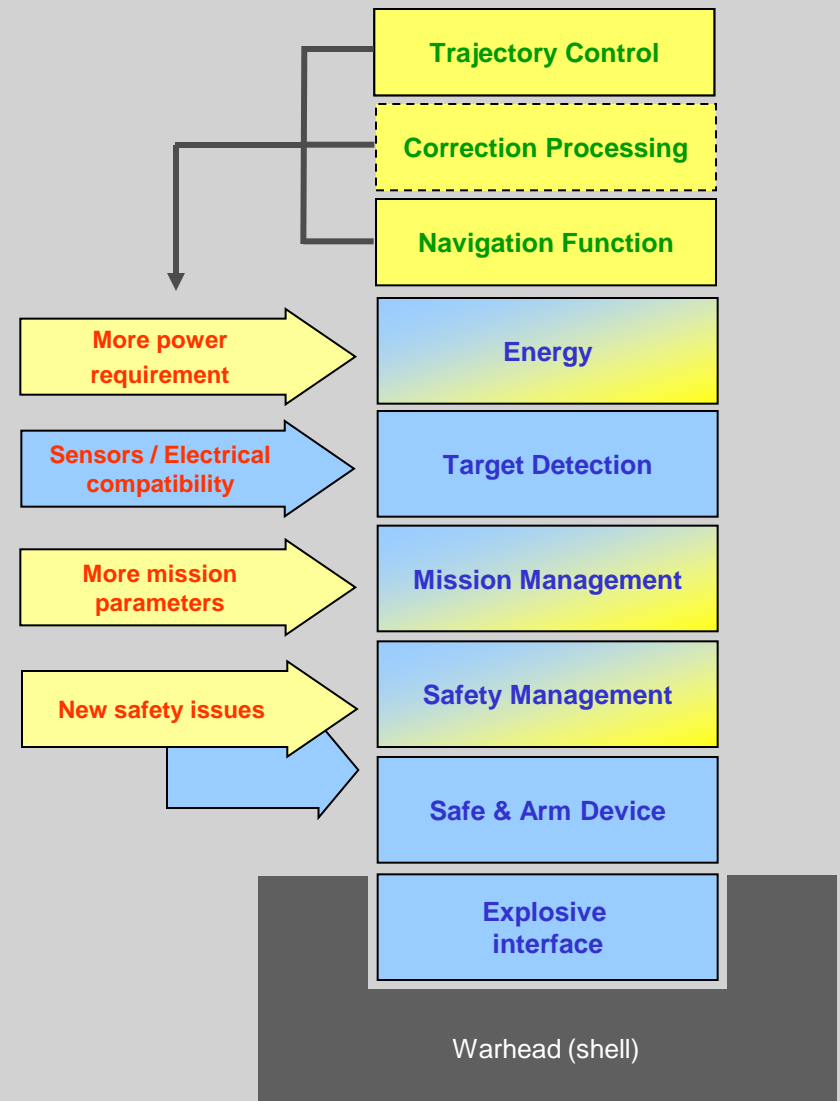 Trajectory Control
Correction Processing
Navigation Function
More power
requirement
Energy
Sensors / Electrical
compatibility
Target Detection
More mission
parameters
Mission Management
New safety issues
Safety Management
Safe & Arm Device
Explosive
interface
Warhead (shell)